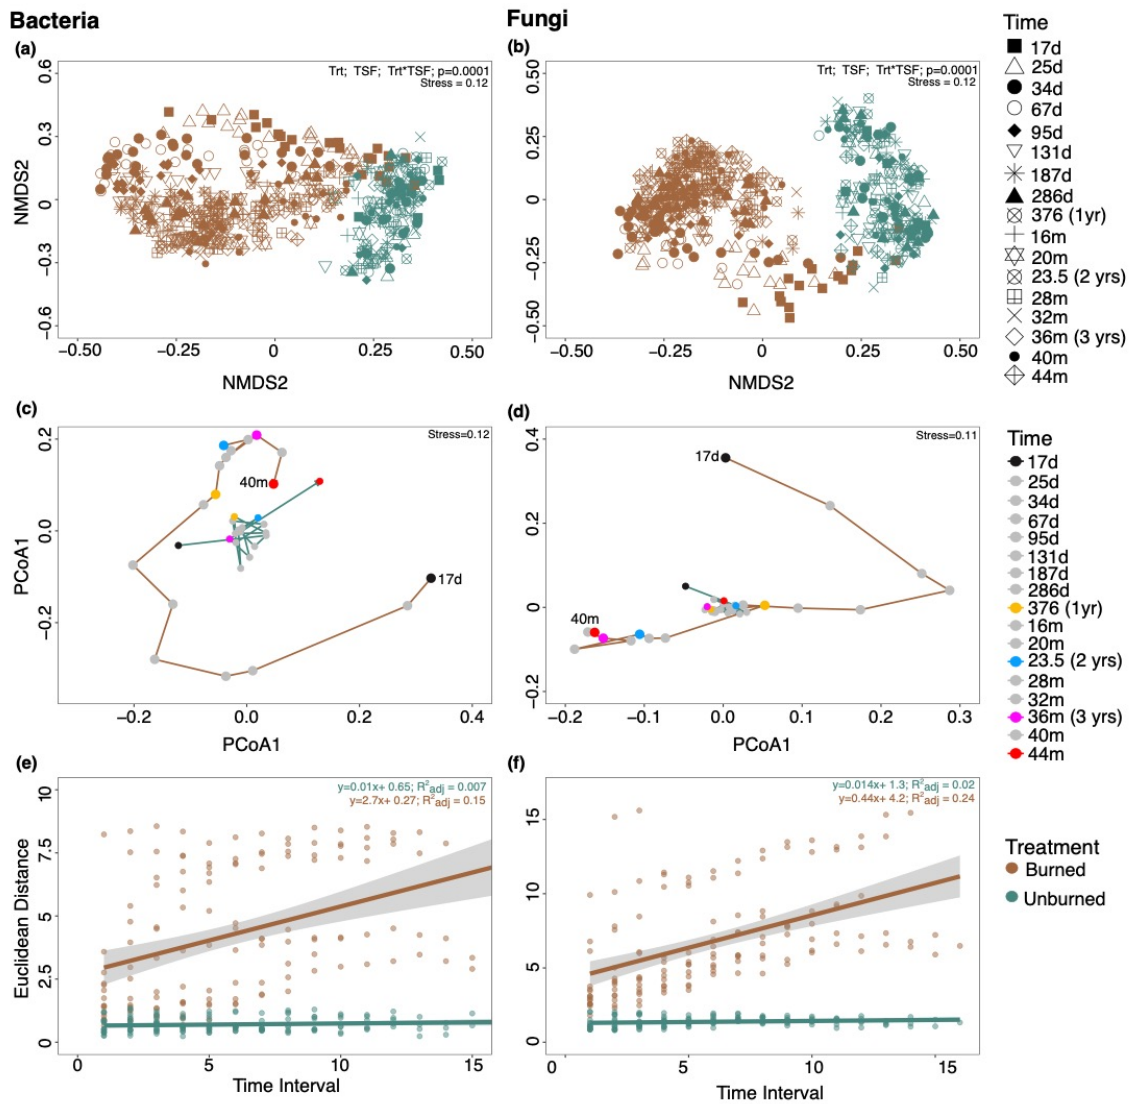 Bacteria
Fungi
(a)
Trt; TSF; Trt*TSF; p=0.0001
Stress = 0.12
0.6
0.3
0
−0.3
−0.6
NMDS2
−0.50
−0.25
0
0.25
0.50
NMDS2
(b)
Trt; TSF; Trt*TSF; p=0.0001
Stress = 0.12
0.50
0.25
0
−0.25
−0.50
−0.50
−0.25
0
0.25
0.50
NMDS2
Time
17d
25d
34d
67d
95d
131d
187d
286d
376 (1yr)
16m
20m
23.5 (2 yrs)
28m
32m
36m (3 yrs)
40m
44m
(c)
Stress=0.12
0.2
0.0
−0.2
PCoA1
40m
17d
−0.2
0.0
0.2
0.4
PCoA1
(d)
Stress=0.11
0.4
0.2
0
−0.2
17d
40m
−0.2
−0.1
0.0
0.1
0.2
0.3
PCoA1
Time
17d
25d
34d
67d
95d
131d
187d
286d
376 (1yr)
16m
20m
23.5 (2 yrs)
28m
32m
36m (3 yrs)
40m
44m
(e)
y=0.01x+ 0.65; R²adj = 0.007
y=2.7x+ 0.27; R²adj = 0.15
10
7.5
5
2.5
0
Euclidean Distance
0
5
10
15
Time Interval
(f)
y=0.014x+ 1.3; R²adj = 0.02
y=0.44x+ 4.2; R²adj = 0.24
15
10
5
0
0
5
10
15
Time Interval
Treatment
Burned
Unburned